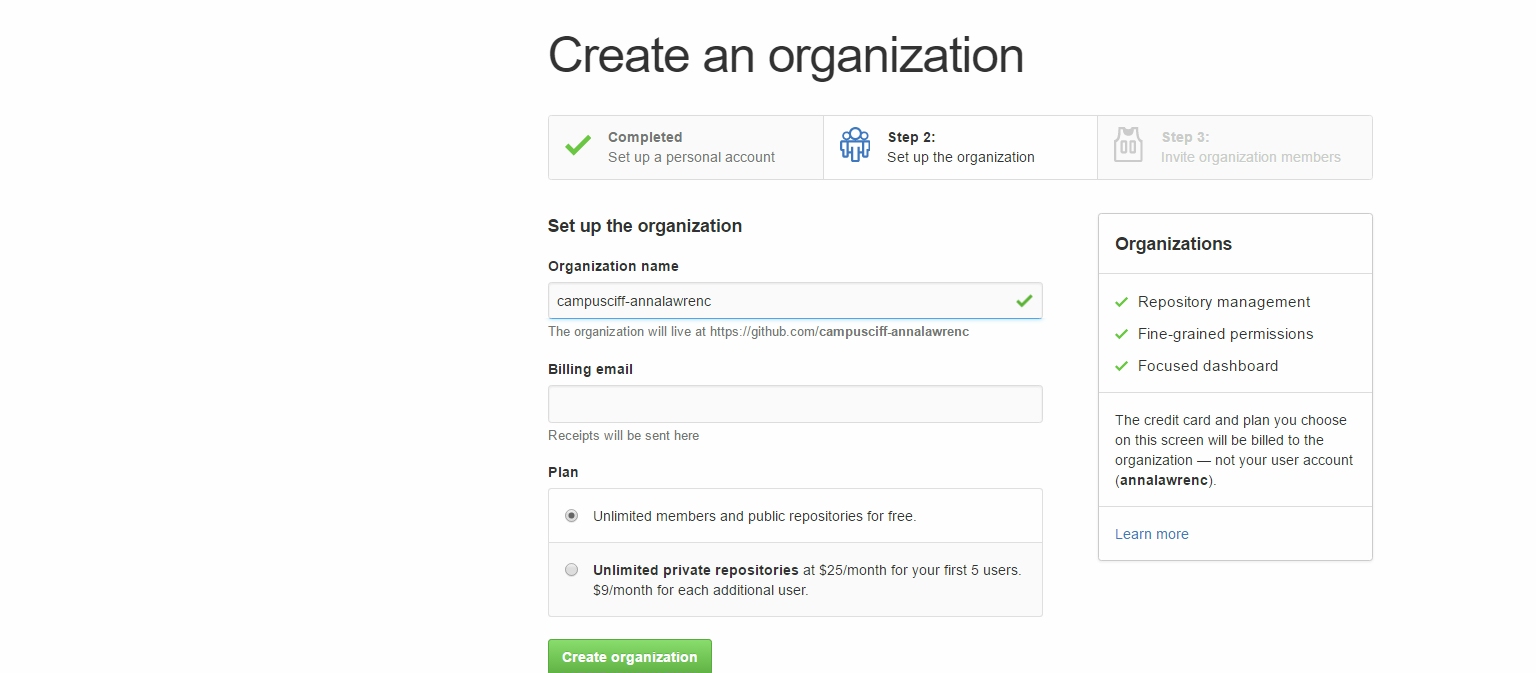 Create an organization
Completed
Set up a personal account
Step 2:
Set up the organization
Step 3:
Invite organization members
Set up the organization
Organization name
campusciff-annalawrenc
The organization will live at https://github.com/campusciff-annalawrenc
Billing email
Receipts will be sent here
Plan
Unlimited members and public repositories for free.
Unlimited private repositories at $25/month for your first 5 users.
$9/month for each additional user.
Create organization
Organizations
Repository management
Fine-grained permissions
Focused dashboard
The credit card and plan you choose
on this screen will be billed to the
organization — not your user account
(annalawrenc).
Learn more